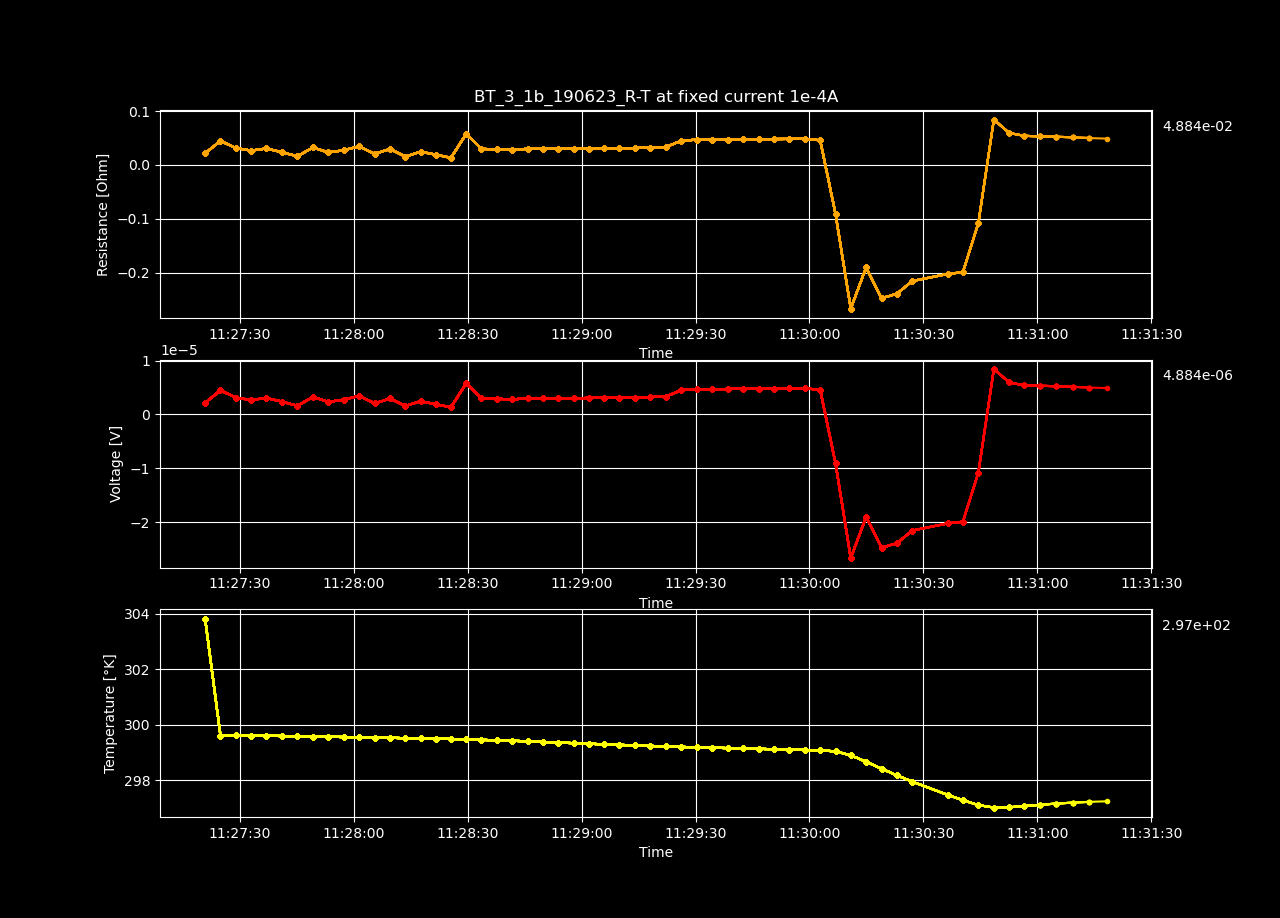 BT_3_1b_190623_R-T at fixed current 1e-4A
0.1
0.0
−0.1
−0.2
Resistance [Ohm]
4.884e-02
11:27:30 11:28:00 11:28:30 11:29:00 11:29:30 11:30:00 11:30:30 11:31:00 11:31:30
Time
1e−5
1
0
−1
−2
Voltage [V]
4.884e-06
11:27:30 11:28:00 11:28:30 11:29:00 11:29:30 11:30:00 11:30:30 11:31:00 11:31:30
Time
304
302
300
298
Temperature [°K]
2.97e+02
11:27:30 11:28:00 11:28:30 11:29:00 11:29:30 11:30:00 11:30:30 11:31:00 11:31:30
Time